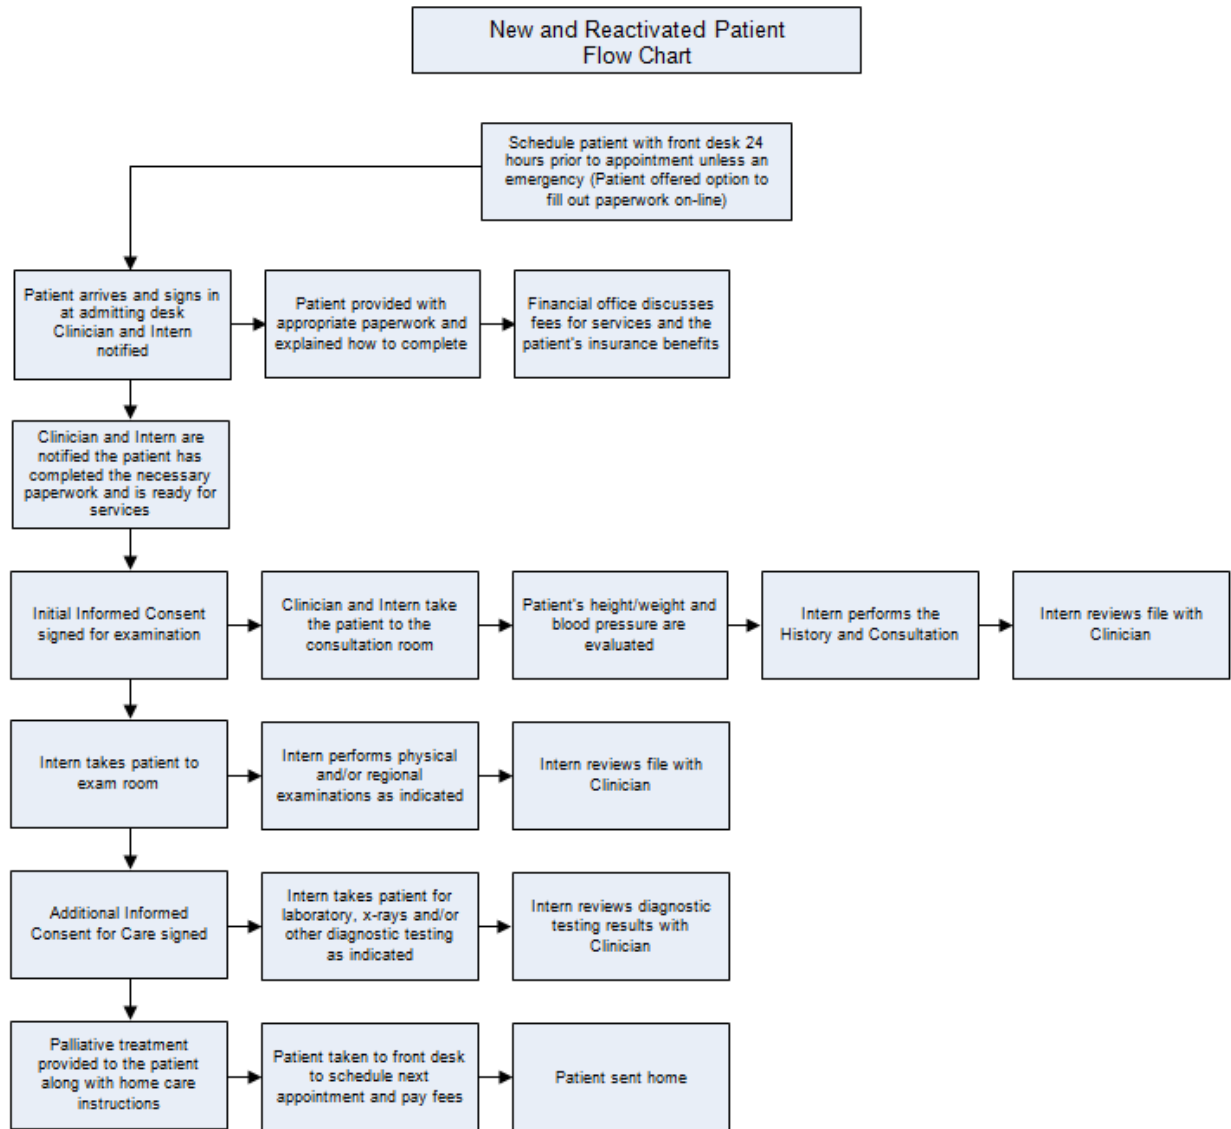 New and Reactivated Patient
Flow Chart
Schedule patient with front desk 24
hours prior to appointment unless an
emergency (Patient offered option to
fill out paperwork on-line)
Patient arrives and signs in
at admitting desk
Clinician and Intern
notified
Patient provided with
appropriate paperwork and
explained how to complete
Financial office discusses
fees for services and the
patient's insurance benefits
Clinician and Intern are
notified the patient has
completed the necessary
paperwork and is ready for
services
Initial Informed Consent
signed for examination
Clinician and Intern take
the patient to the
consultation room
Patient's height/weight and
blood pressure are
evaluated
Intern performs the
History and Consultation
Intern reviews file with
Clinician
Intern takes patient to
exam room
Intern performs physical
and/or regional
examinations as indicated
Intern reviews file with
Clinician
Additional Informed
Consent for Care signed
Intern takes patient for
laboratory, x-rays and/or
other diagnostic testing
as indicated
Intern reviews diagnostic
testing results with
Clinician
Palliative treatment
provided to the patient
along with home care
instructions
Patient taken to front desk
to schedule next
appointment and pay fees
Patient sent home